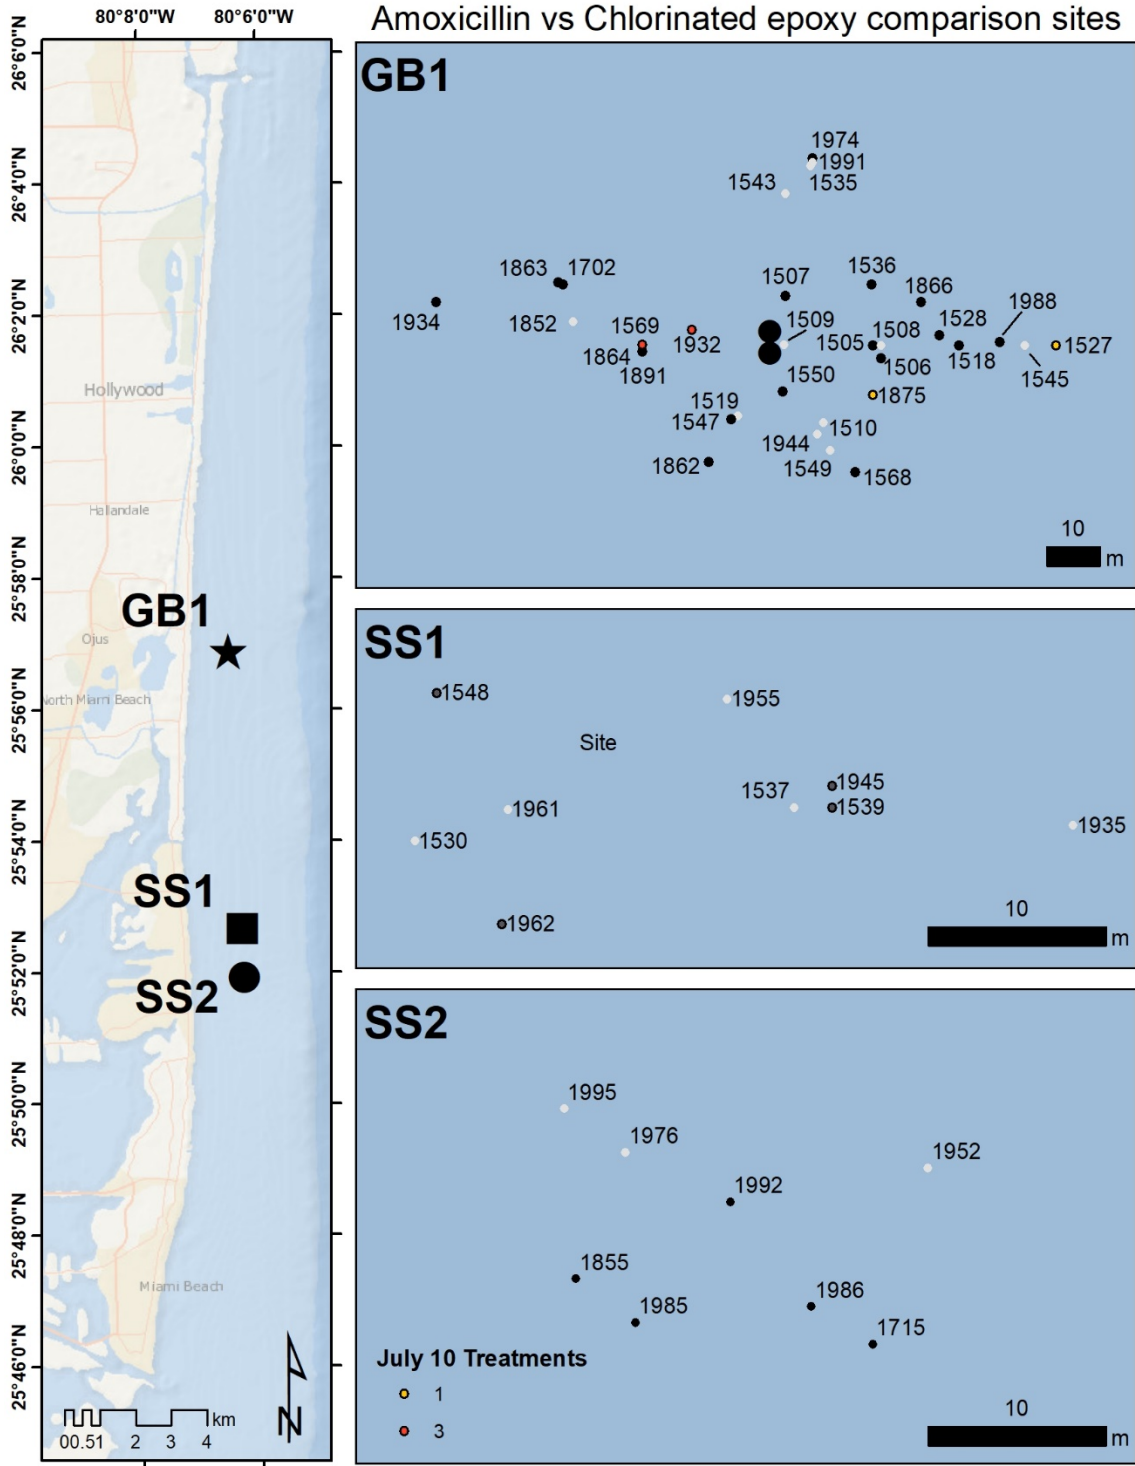 Amoxicillin vs Chlorinated epoxy comparison sites
80°8'0"W 80°6'0"W
26°6'0"N
26°4'0"N
26°2'0"N
26°0'0"N
25°58'0"N
25°56'0"N
25°54'0"N
25°52'0"N
25°50'0"N
25°48'0"N
25°46'0"N
Hollywood
Hallandale
GB1
Ojus
North Miami Beach
SS1
SS2
Miami Beach
N
km
00.51 2 3 4
GB1
1974
1991
1535
1543
1863 1702
1507
1536
1866
1988
1934
1852
1569
1932
1509
1508
1528
1527
1864
1505
1518
1891
1506
1545
1550
1875
1519
1547
1510
1944
1862
1549
1568
10
m
SS1
1548
1955
Site
1945
1537
1539
1961
1935
1530
1962
10
m
SS2
1995
1976
1952
1992
1855
1986
1985
1715
July 10 Treatments
1
3
10
m